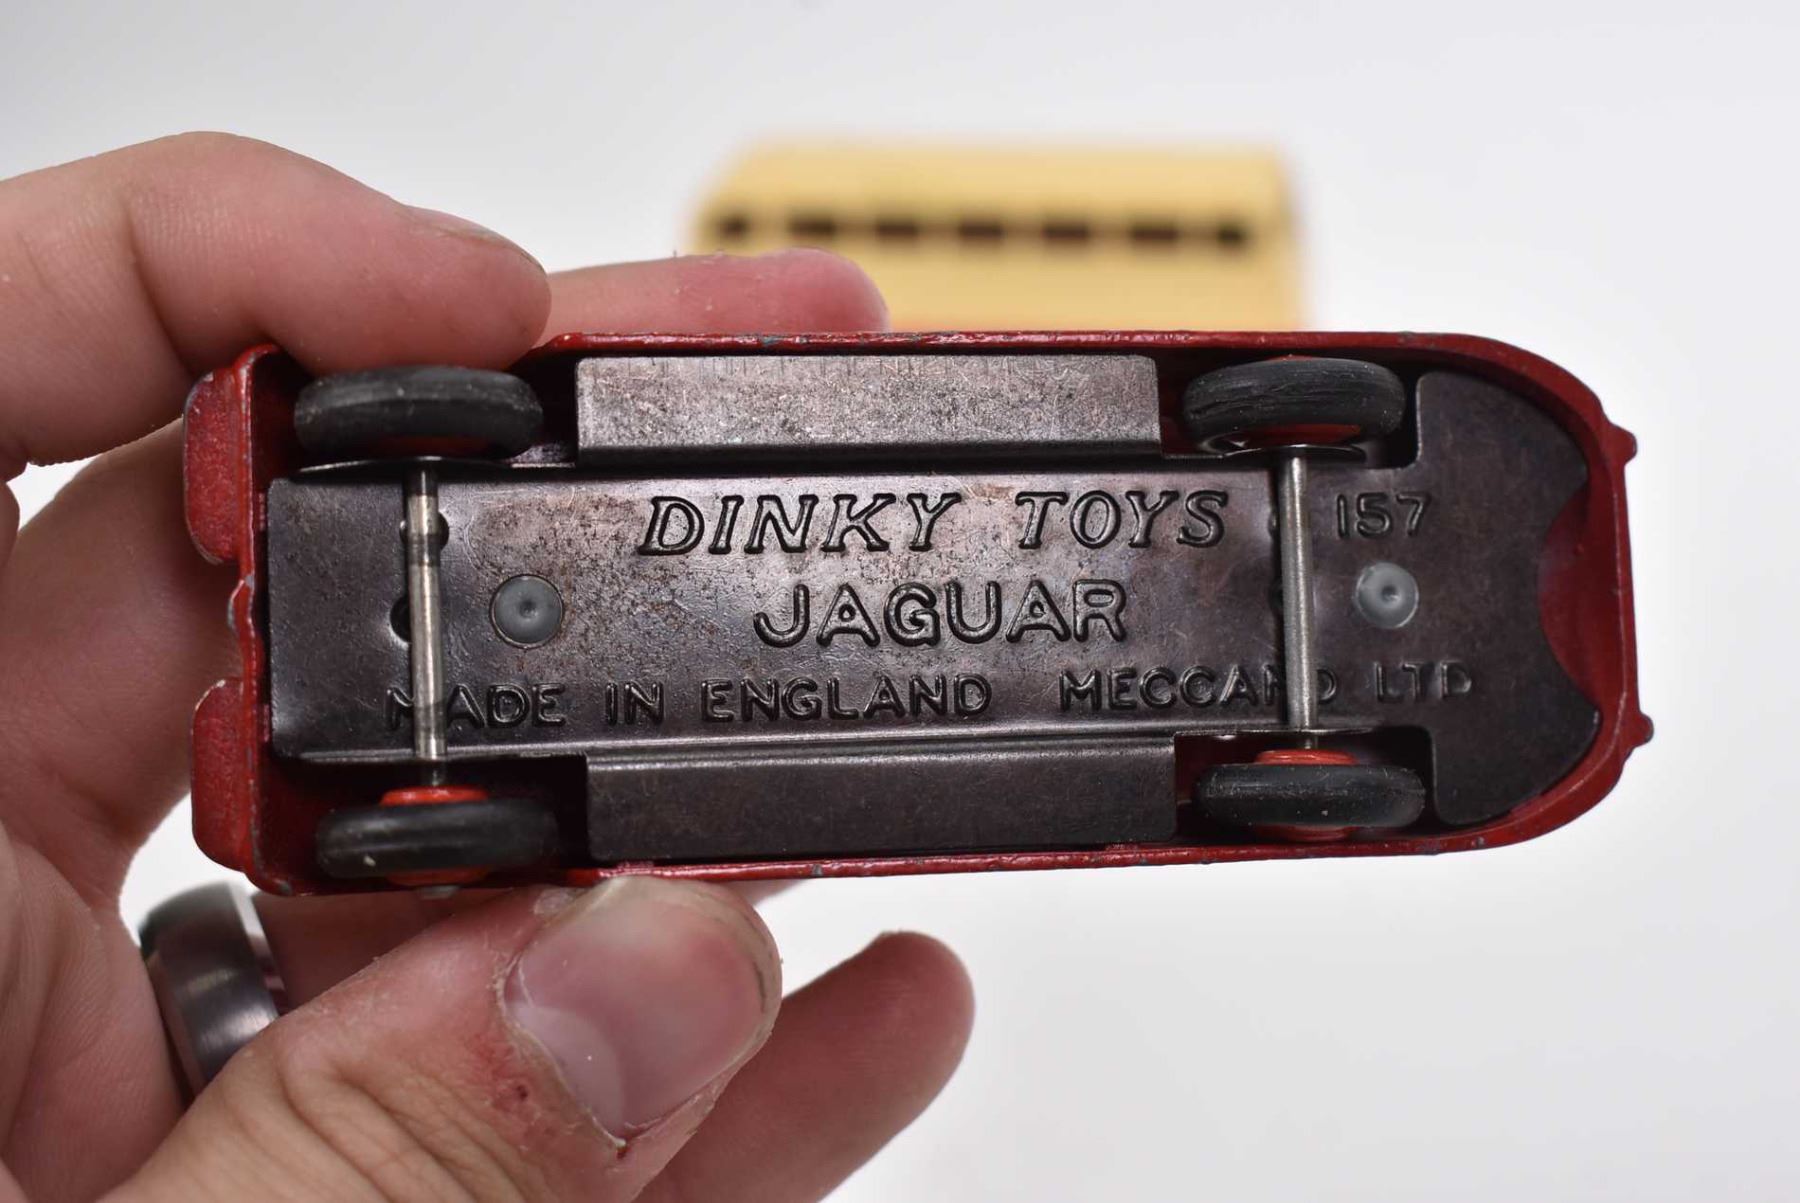 DINKY TOYS 157
JAGUAR
MADE IN ENGLAND MECCANO LTD